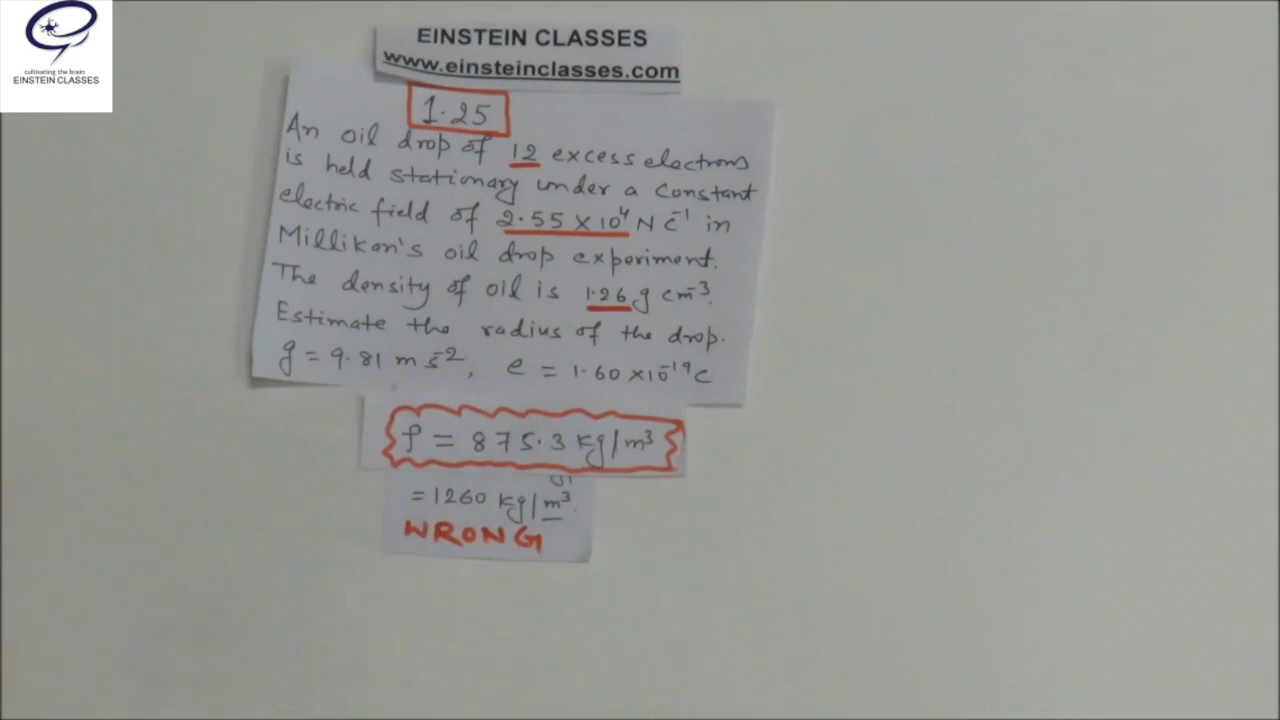 cultivating the brain
EINSTEIN CLASSES
EINSTEIN CLASSES
www.einsteinclasses.com
1.25
An oil drop of 12 excess electrons
is held stationary under a constant
electric field of 2.55 × 10⁴ N C⁻¹ in
Millikan's oil drop experiment.
The density of oil is 1.26 g cm⁻³.
Estimate the radius of the drop.
g = 9.81 m s⁻², e = 1.60 × 10⁻¹⁹ C
ρ = 875.3 kg/m³
= 1260 kg/m³.
WRONG